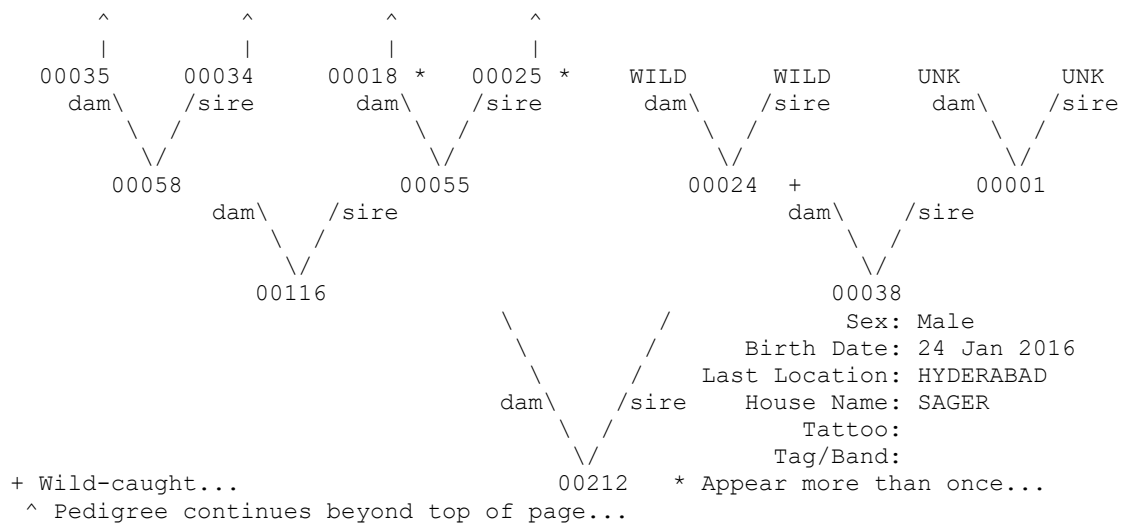 ^ ^ ^ ^
| | | |
00035 00034 00018 * 00025 * WILD WILD UNK UNK
dam\ /sire dam\ /sire dam\ /sire dam\ /sire
\ / \ / \ / \ /
\/ \/ \/ \/
00058 00055 00024 + 00001
dam\ /sire dam\ /sire
\ / \ /
\/ \/
00116 00038
\ / Sex: Male
\ / Birth Date: 24 Jan 2016
\ / Last Location: HYDERABAD
dam\ /sire House Name: SAGER
\ / Tattoo:
\/ Tag/Band:
+ Wild-caught... 00212 * Appear more than once...
^ Pedigree continues beyond top of page...